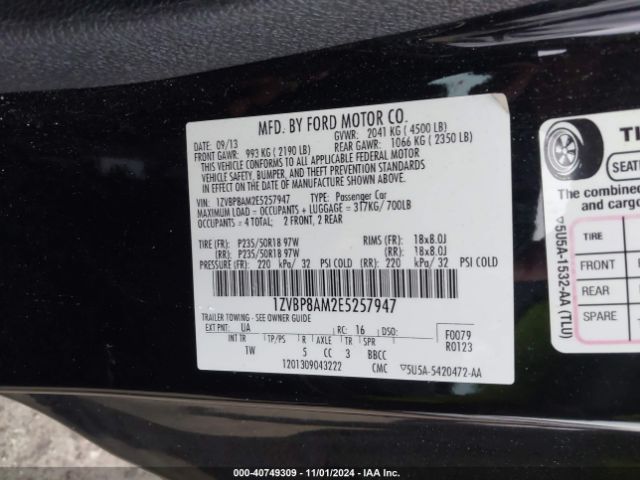 MFD. BY FORD MOTOR CO.
DATE: 09/13 GVWR: 2041 KG ( 4500 LB)
FRONT GAWR: 993 KG ( 2190 LB) REAR GAWR: 1066 KG ( 2350 LB)
THIS VEHICLE CONFORMS TO ALL APPLICABLE FEDERAL MOTOR
VEHICLE SAFETY, BUMPER, AND THEFT PREVENTION STANDARDS
IN EFFECT ON THE DATE OF MANUFACTURE SHOWN ABOVE.
VIN: 1ZVBP8AM2E5257947 TYPE: Passenger Car
MAXIMUM LOAD - OCCUPANTS + LUGGAGE = 317KG/ 700LB
OCCUPANTS = 4 TOTAL; 2 FRONT, 2 REAR
TIRE (FR): P235/50R18 97W RIMS (FR): 18x8.0J
(RR): P235/50R18 97W (RR): 18x8.0J
PRESSURE (FR): 220 kPa/ 32 PSI COLD (RR): 220 kPa/ 32 PSI COLD
1ZVBP8AM2E5257947
TRAILER TOWING - SEE OWNER GUIDE
EXT PNT: UA RC: 16 DSO: F0079
INT TR TP/PS R AXLE TR SPR R0123
TW 5 CC 3 BBCC
1201309043222 CMC 5U5A-5420472-AA
SEAT
The combined
and cargo
TIRE
FRONT
REAR
SPARE
5U5A-1532-AA (TLU)
000-40749309 - 11/01/2024 - IAA Inc.